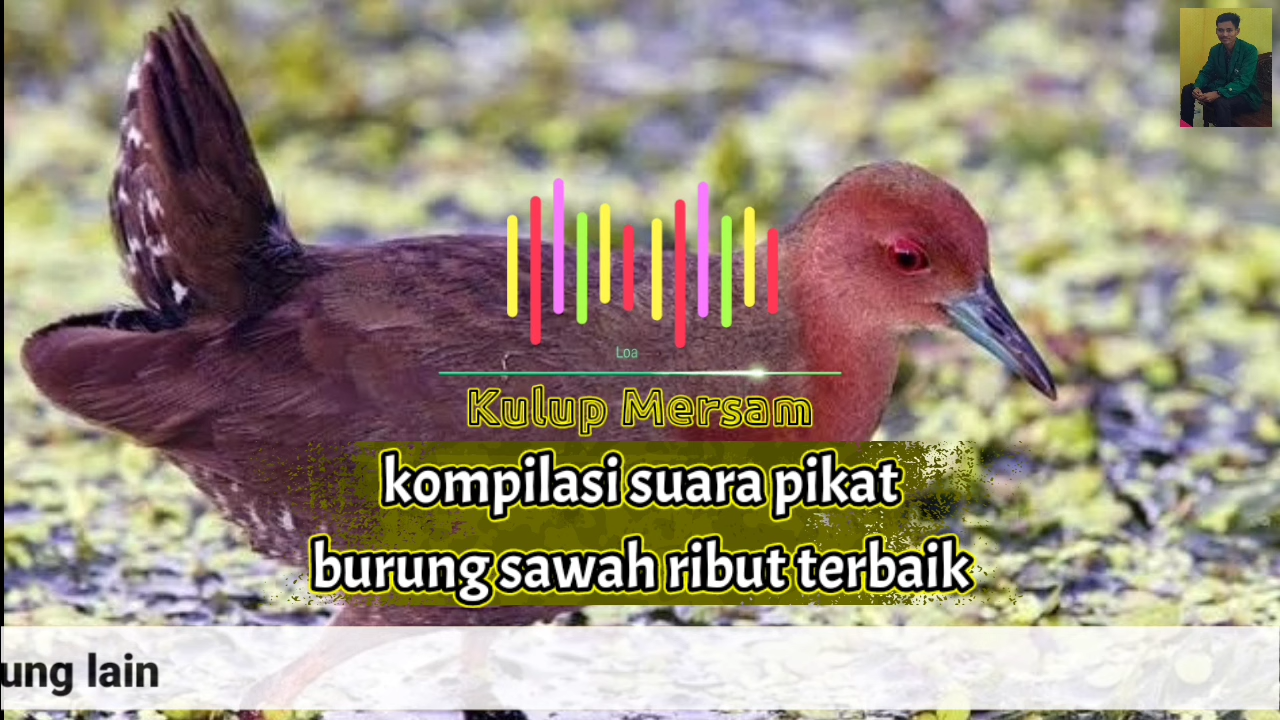 Loa
Kulup Mersam
kompilasi suara pikat
burung sawah ribut terbaik
ung lain